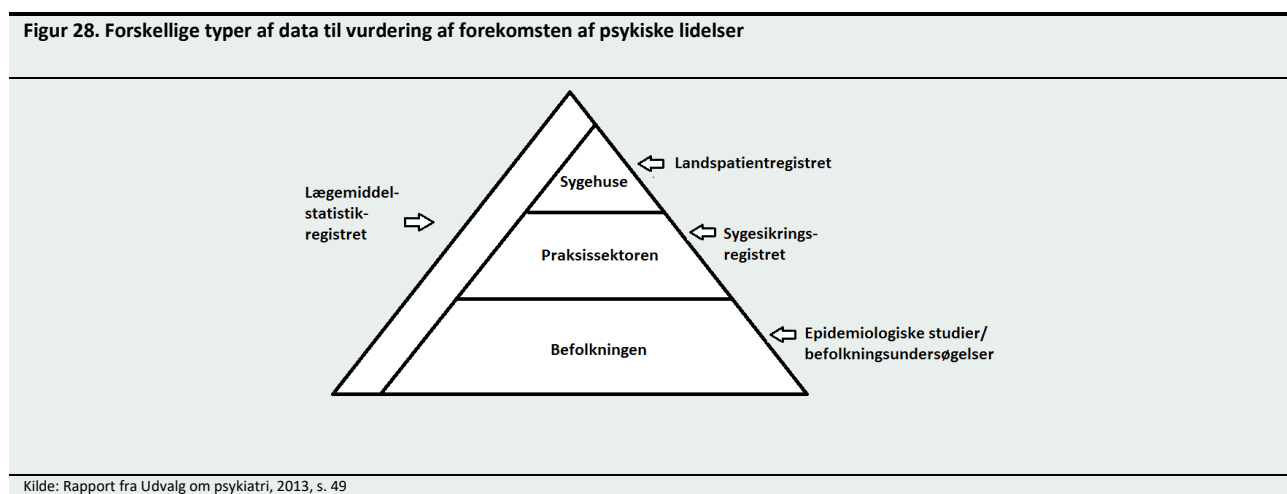 Figur 28. Forskellige typer af data til vurdering af forekomsten af psykiske lidelser
Sygehuse
Landspatientregistret
Lægemiddel-
statistik-
registret
Praksissektoren
Sygesikrings-
registret
Befolkningen
Epidemiologiske studier/
befolkningsundersøgelser
Kilde: Rapport fra Udvalg om psykiatri, 2013, s. 49